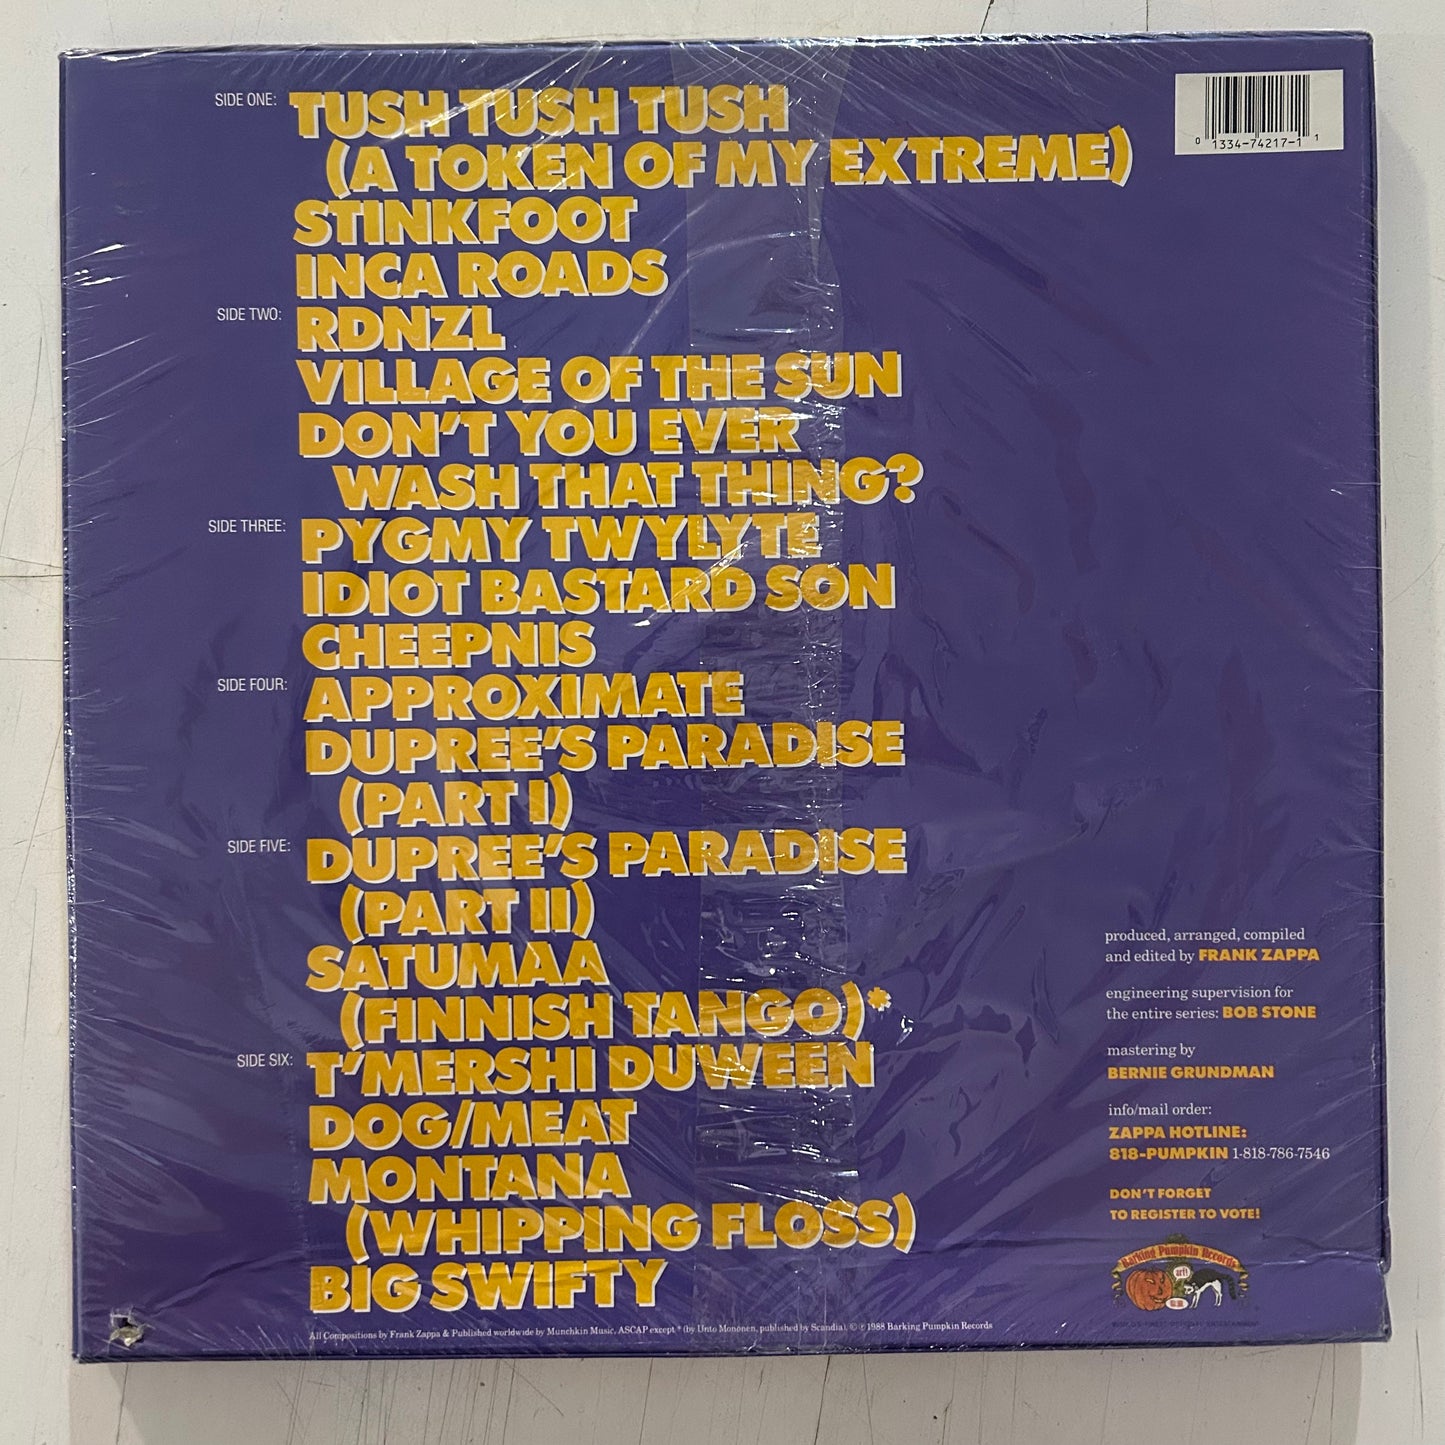 SIDE ONE: TUSH TUSH TUSH
(A TOKEN OF MY EXTREME)
STINKFOOT
INCA ROADS
SIDE TWO: RDNZL
VILLAGE OF THE SUN
DON'T YOU EVER
WASH THAT THING?
SIDE THREE: PYGMY TWYLYTE
IDIOT BASTARD SON
CHEEPNIS
SIDE FOUR: APPROXIMATE
DUPREE'S PARADISE
(PART I)
SIDE FIVE: DUPREE'S PARADISE
(PART II)
SATUMAA
(FINNISH TANGO)*
SIDE SIX: T'MERSHI DUWEEN
DOG/MEAT
MONTANA
(WHIPPING FLOSS)
BIG SWIFTY
All Compositions by Frank Zappa & Published worldwide by Munchkin Music, ASCAP except * (by Unto Mononen, published by Scandia). © ℗ 1988 Barking Pumpkin Records
0 1334-74217-1 1
produced, arranged, compiled
and edited by FRANK ZAPPA
engineering supervision for
the entire series: BOB STONE
mastering by
BERNIE GRUNDMAN
info/mail order:
ZAPPA HOTLINE:
818-PUMPKIN 1-818-786-7546
DON'T FORGET
TO REGISTER TO VOTE!
Barking Pumpkin Records
arf!
WORLD'S FINEST OPTIONAL ENTERTAINMENT